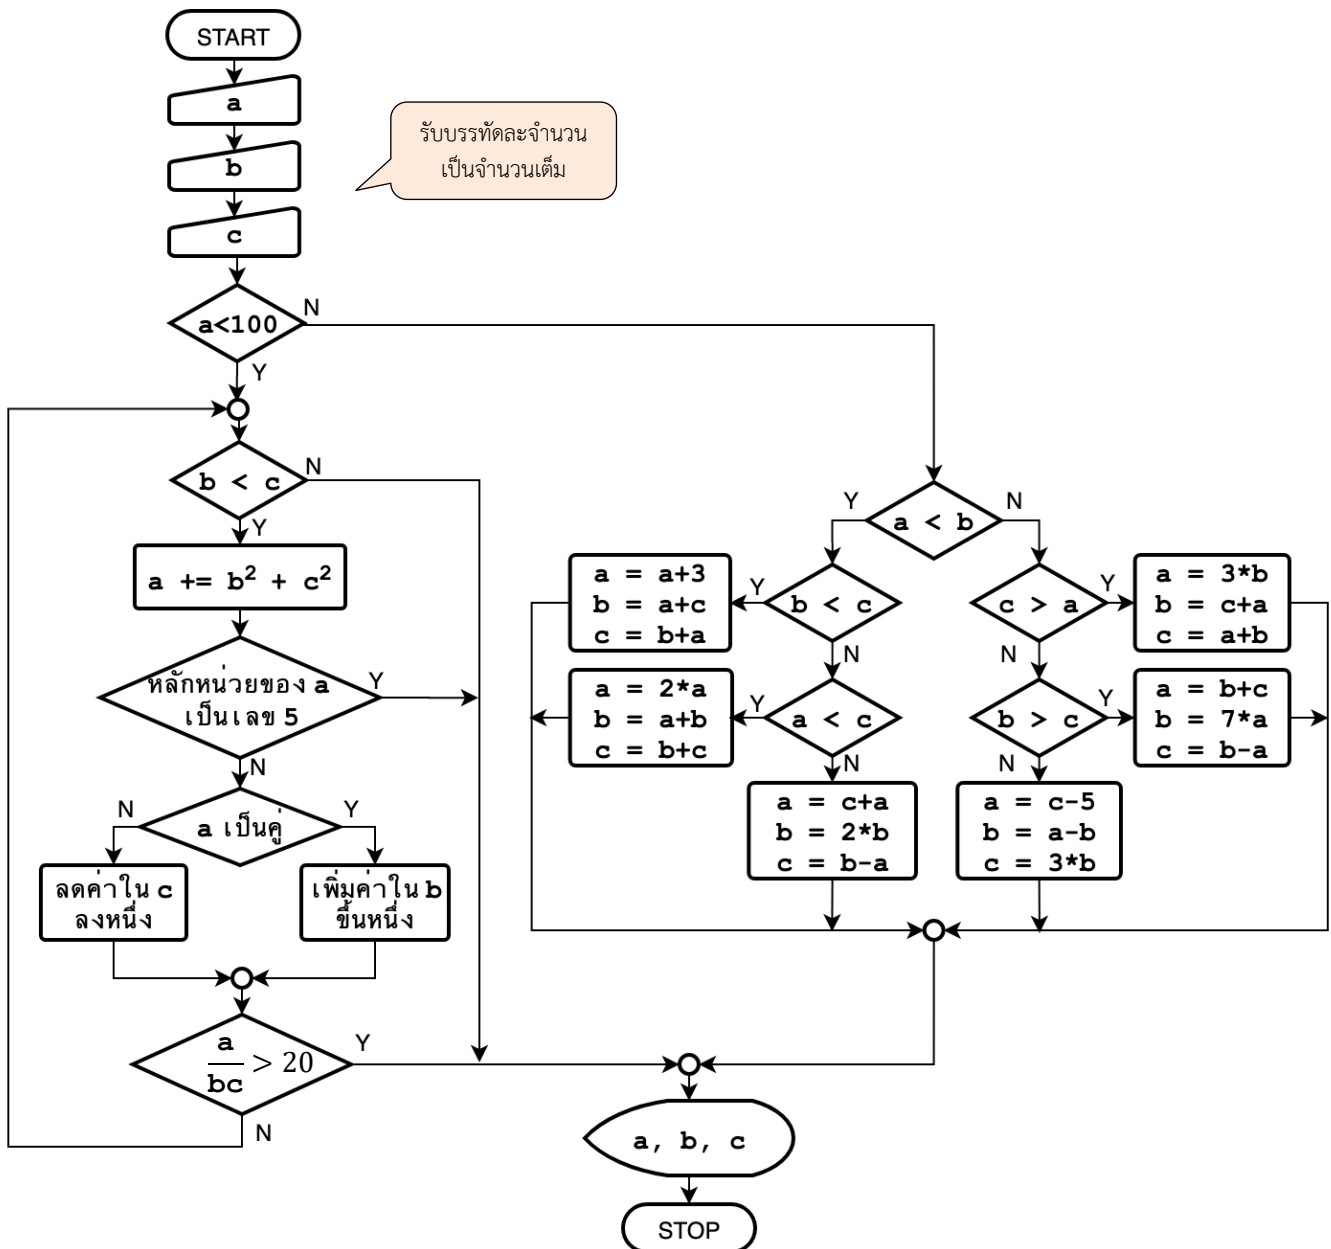 START
a
b
c
รับบรรทัดละจำนวน
เป็นจำนวนเต็ม
a<100
N
Y
b < c
N
Y
a += b² + c²
หลักหน่วยของ a
เป็นเลข 5
Y
N
a เป็นคู่
N
Y
ลดค่าใน c
ลงหนึ่ง
เพิ่มค่าใน b
ขึ้นหนึ่ง
a
bc
> 20
Y
N
a < b
Y
N
b < c
Y
N
a = a+3
b = a+c
c = b+a
a < c
Y
N
a = 2*a
b = a+b
c = b+c
a = c+a
b = 2*b
c = b-a
c > a
Y
N
a = 3*b
b = c+a
c = a+b
b > c
Y
N
a = b+c
b = 7*a
c = b-a
a = c-5
b = a-b
c = 3*b
a, b, c
STOP